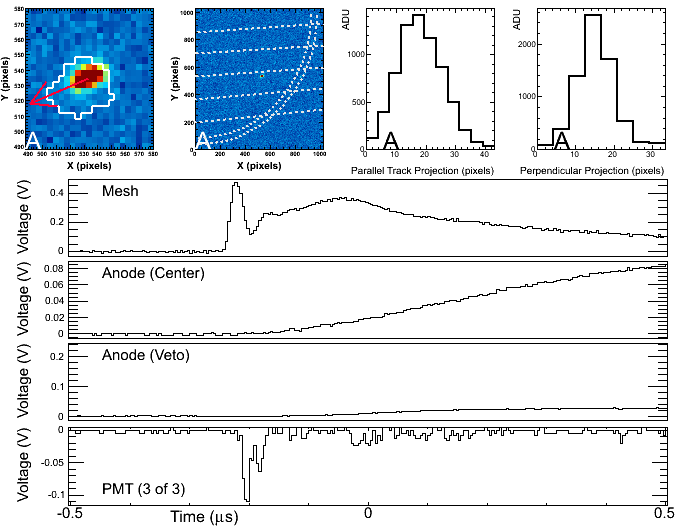 580
570
560
550
540
530
520
510
500
490
490 500 510 520 530 540 550 560 570 580
X (pixels)
Y (pixels)
A
1000
800
600
400
200
0
0 200 400 600 800 1000
X (pixels)
Y (pixels)
A
ADU
1000
500
0
0 10 20 30 40
Parallel Track Projection (pixels)
A
ADU
2000
1000
0
0 10 20 30
Perpendicular Projection (pixels)
A
Voltage (V)
0.4
0.2
0
Mesh
Voltage (V)
0.08
0.06
0.04
0.02
0
Anode (Center)
Voltage (V)
0.2
0.1
0
Anode (Veto)
Voltage (V)
0
-0.05
-0.1
PMT (3 of 3)
-0.5 0 0.5
Time (μs)